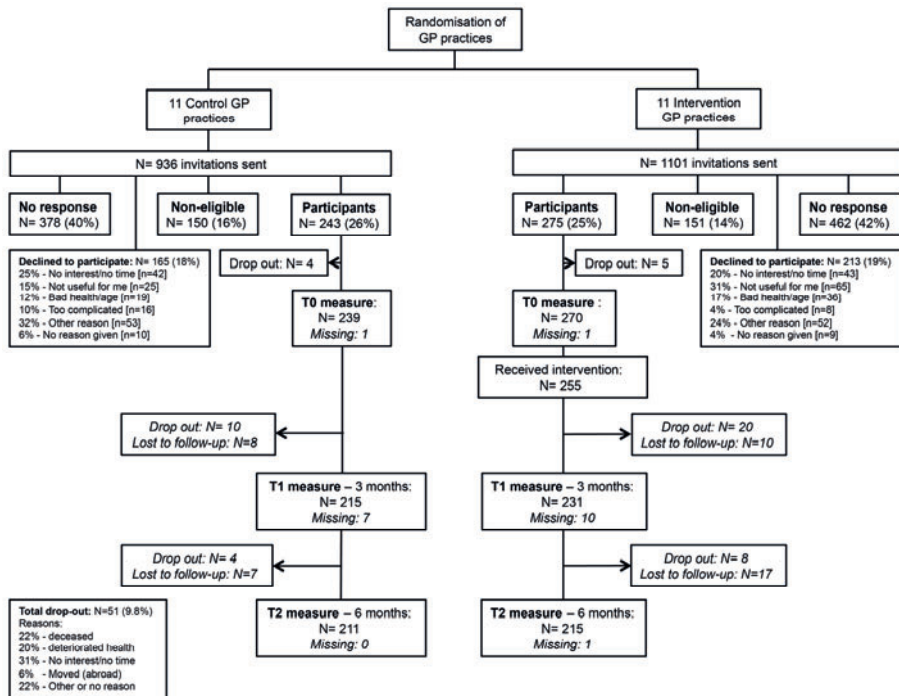 Randomisation of
GP practices
11 Control GP
practices
11 Intervention
GP practices
N= 936 invitations sent
N= 1101 invitations sent
No response
N= 378 (40%)
Non-eligible
N= 150 (16%)
Participants
N= 243 (26%)
Participants
N= 275 (25%)
Non-eligible
N= 151 (14%)
No response
N= 462 (42%)
Declined to participate: N= 165 (18%)
25% - No interest/no time [n=42]
15% - Not useful for me [n=25]
12% - Bad health/age [n=19]
10% - Too complicated [n=16]
32% - Other reason [n=53]
6% - No reason given [n=10]
Drop out: N= 4
Drop out: N= 5
Declined to participate: N= 213 (19%)
20% - No interest/no time [n=43]
31% - Not useful for me [n=65]
17% - Bad health/age [n=36]
4% - Too complicated [n=8]
24% - Other reason [n=52]
4% - No reason given [n=9]
T0 measure:
N= 239
Missing: 1
T0 measure :
N= 270
Missing: 1
Received intervention:
N= 255
Drop out: N= 10
Lost to follow-up: N=8
Drop out: N= 20
Lost to follow-up: N=10
T1 measure – 3 months:
N= 215
Missing: 7
T1 measure – 3 months:
N= 231
Missing: 10
Drop out: N= 4
Lost to follow-up: N=7
Drop out: N= 8
Lost to follow-up: N=17
T2 measure – 6 months:
N= 211
Missing: 0
T2 measure – 6 months:
N= 215
Missing: 1
Total drop-out: N=51 (9.8%)
Reasons:
22% - deceased
20% - deteriorated health
31% - No interest/no time
6% - Moved (abroad)
22% - Other or no reason